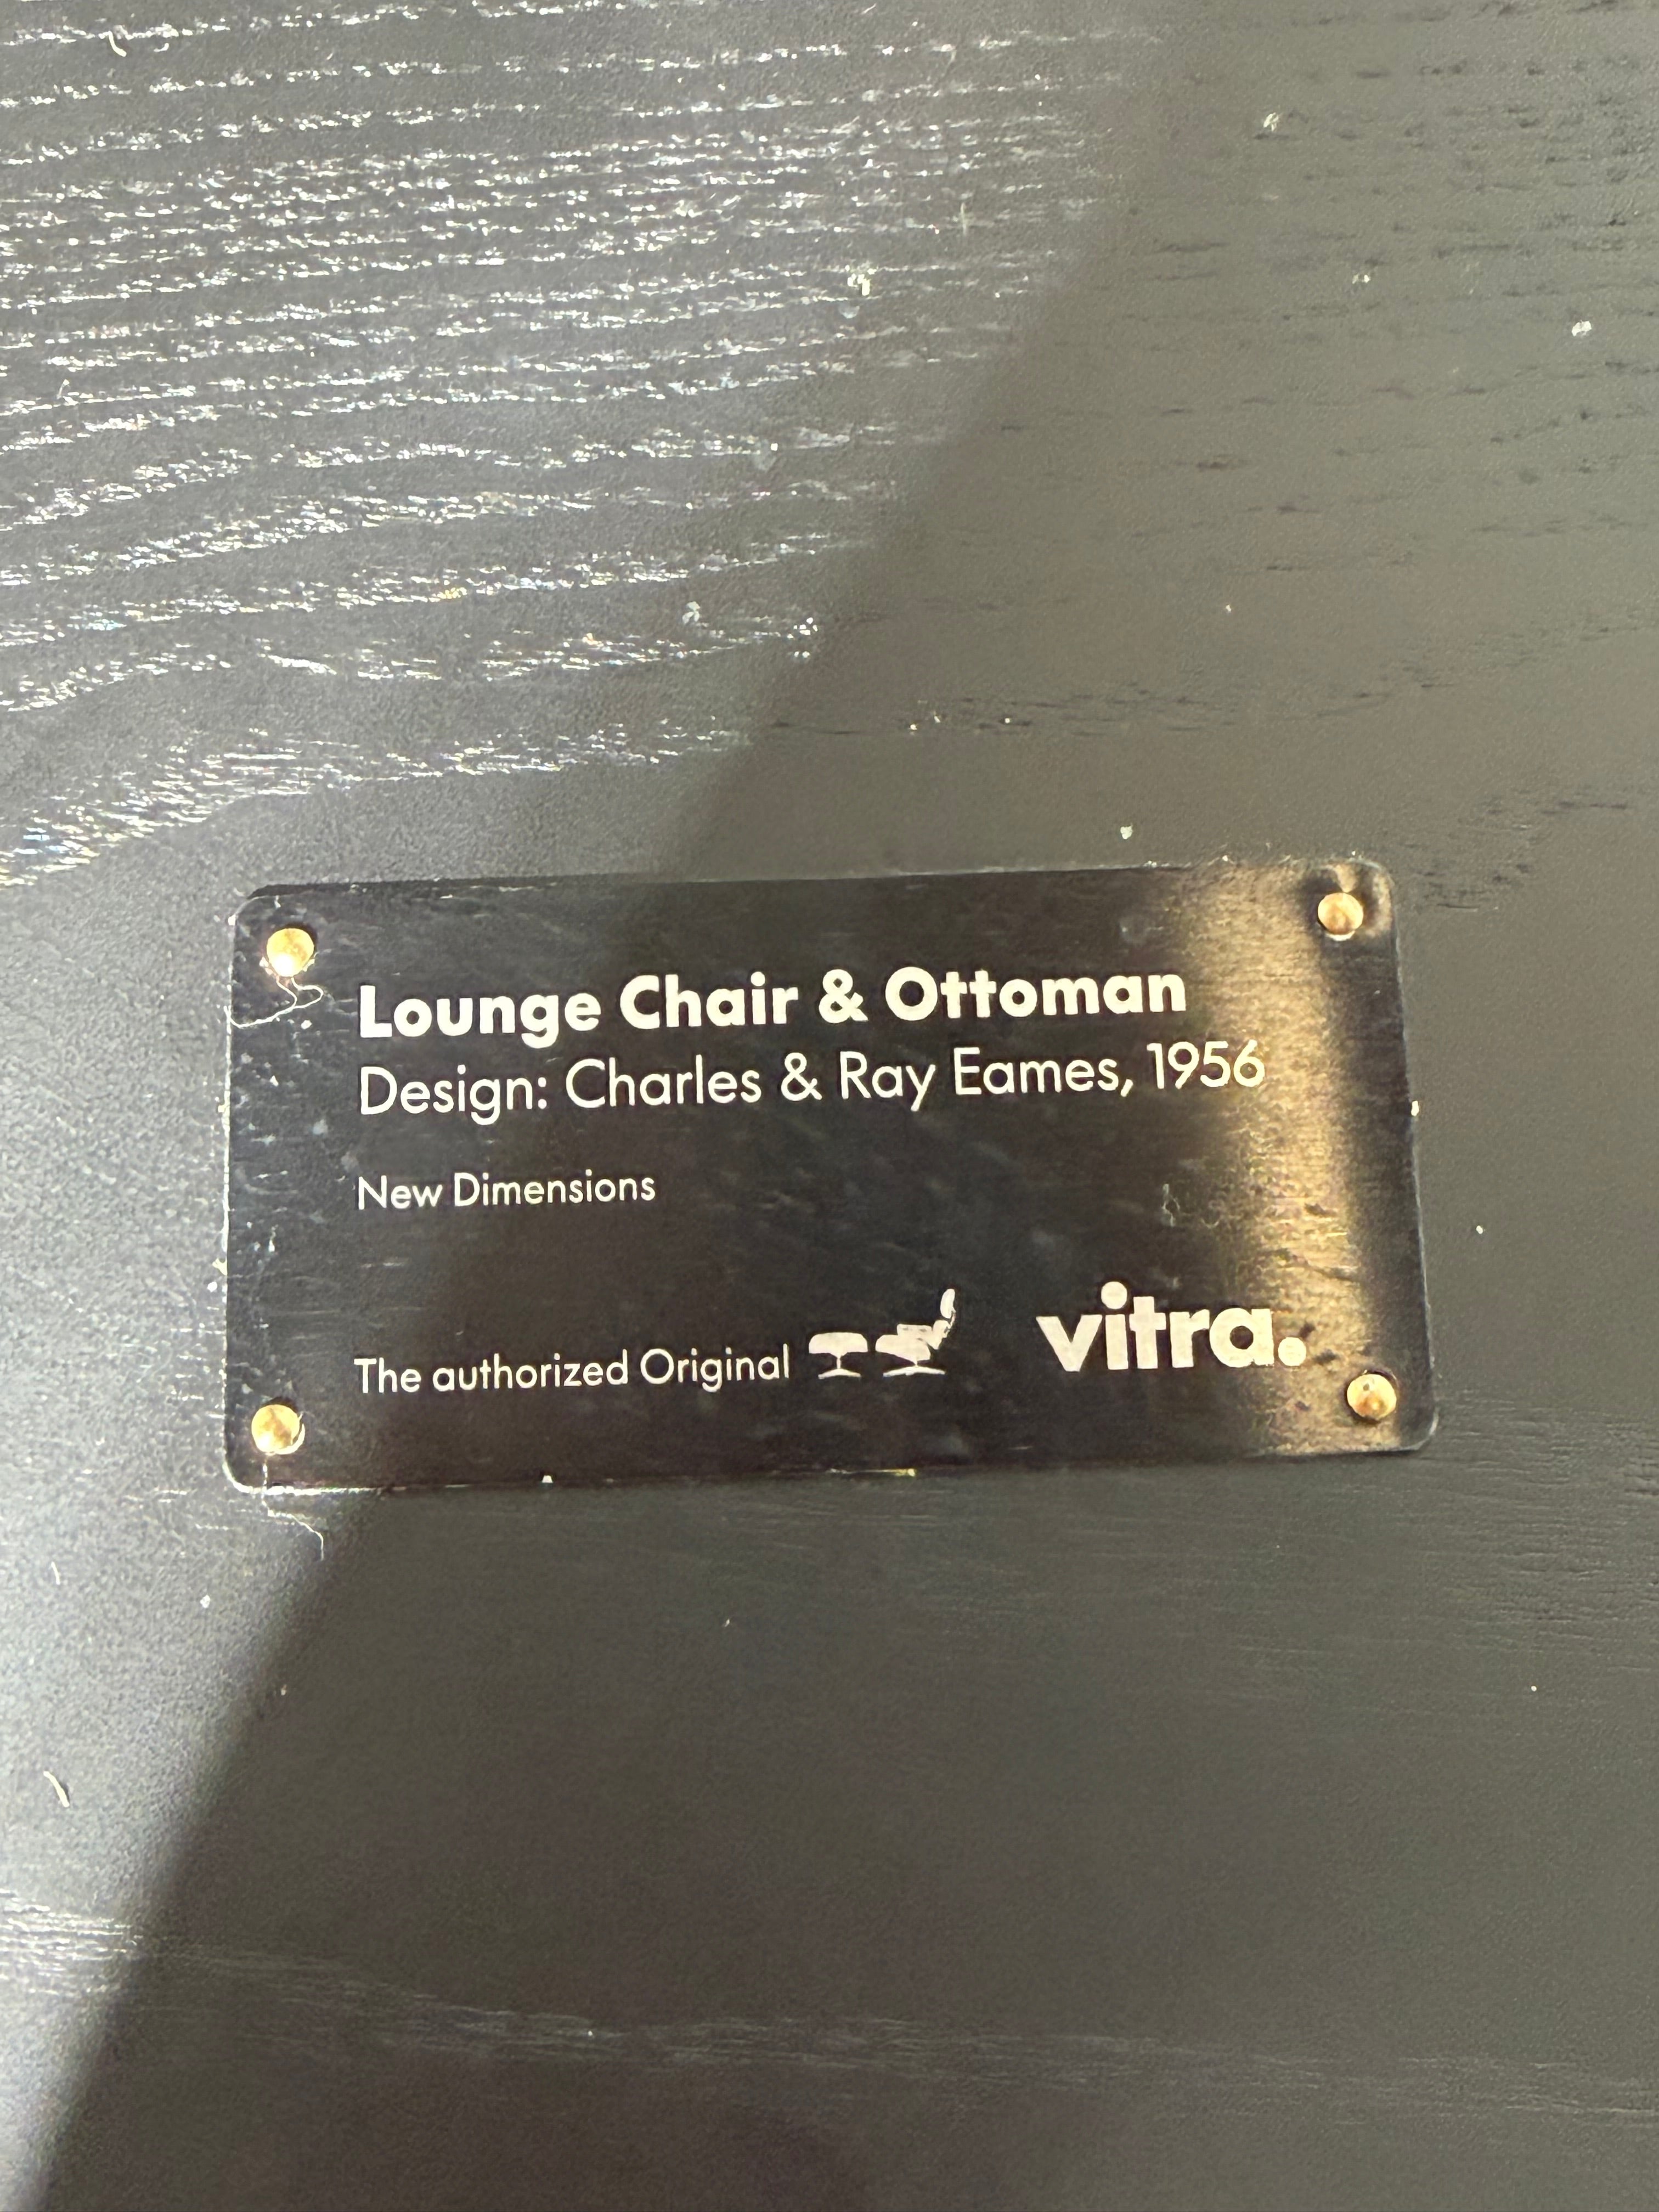 Lounge Chair & Ottoman
Design: Charles & Ray Eames, 1956
New Dimensions
The authorized Original
vitra.